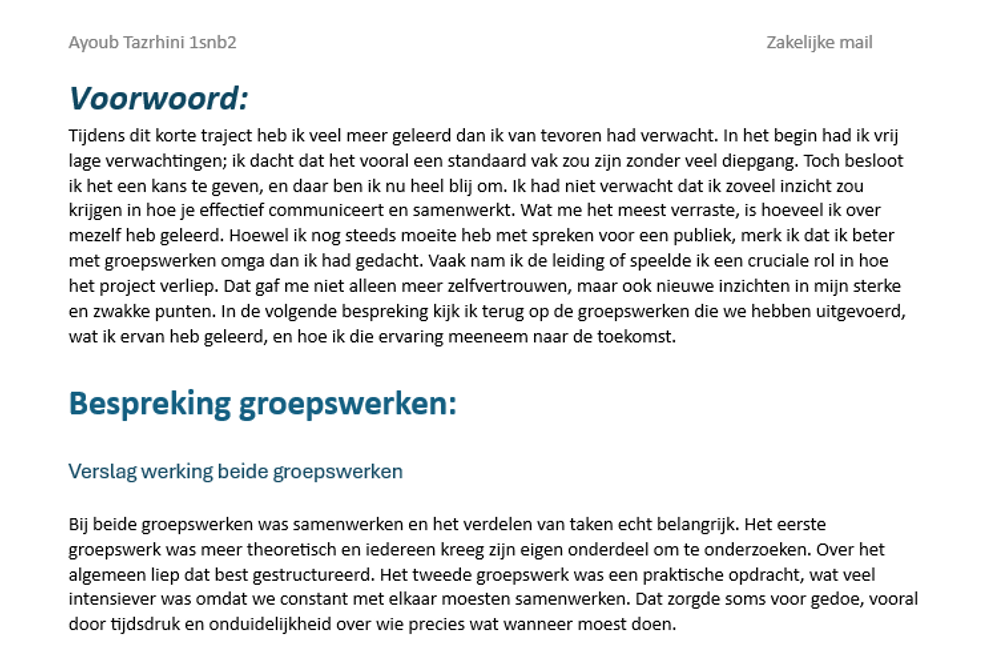 Ayoub Tazrhini 1snb2 Zakelijke mail
Voorwoord:
Tijdens dit korte traject heb ik veel meer geleerd dan ik van tevoren had verwacht. In het begin had ik vrij
lage verwachtingen; ik dacht dat het vooral een standaard vak zou zijn zonder veel diepgang. Toch besloot
ik het een kans te geven, en daar ben ik nu heel blij om. Ik had niet verwacht dat ik zoveel inzicht zou
krijgen in hoe je effectief communiceert en samenwerkt. Wat me het meest verraste, is hoeveel ik over
mezelf heb geleerd. Hoewel ik nog steeds moeite heb met spreken voor een publiek, merk ik dat ik beter
met groepswerken omga dan ik had gedacht. Vaak nam ik de leiding of speelde ik een cruciale rol in hoe
het project verliep. Dat gaf me niet alleen meer zelfvertrouwen, maar ook nieuwe inzichten in mijn sterke
en zwakke punten. In de volgende bespreking kijk ik terug op de groepswerken die we hebben uitgevoerd,
wat ik ervan heb geleerd, en hoe ik die ervaring meeneem naar de toekomst.
Bespreking groepswerken:
Verslag werking beide groepswerken
Bij beide groepswerken was samenwerken en het verdelen van taken echt belangrijk. Het eerste
groepswerk was meer theoretisch en iedereen kreeg zijn eigen onderdeel om te onderzoeken. Over het
algemeen liep dat best gestructureerd. Het tweede groepswerk was een praktische opdracht, wat veel
intensiever was omdat we constant met elkaar moesten samenwerken. Dat zorgde soms voor gedoe, vooral
door tijdsdruk en onduidelijkheid over wie precies wat wanneer moest doen.